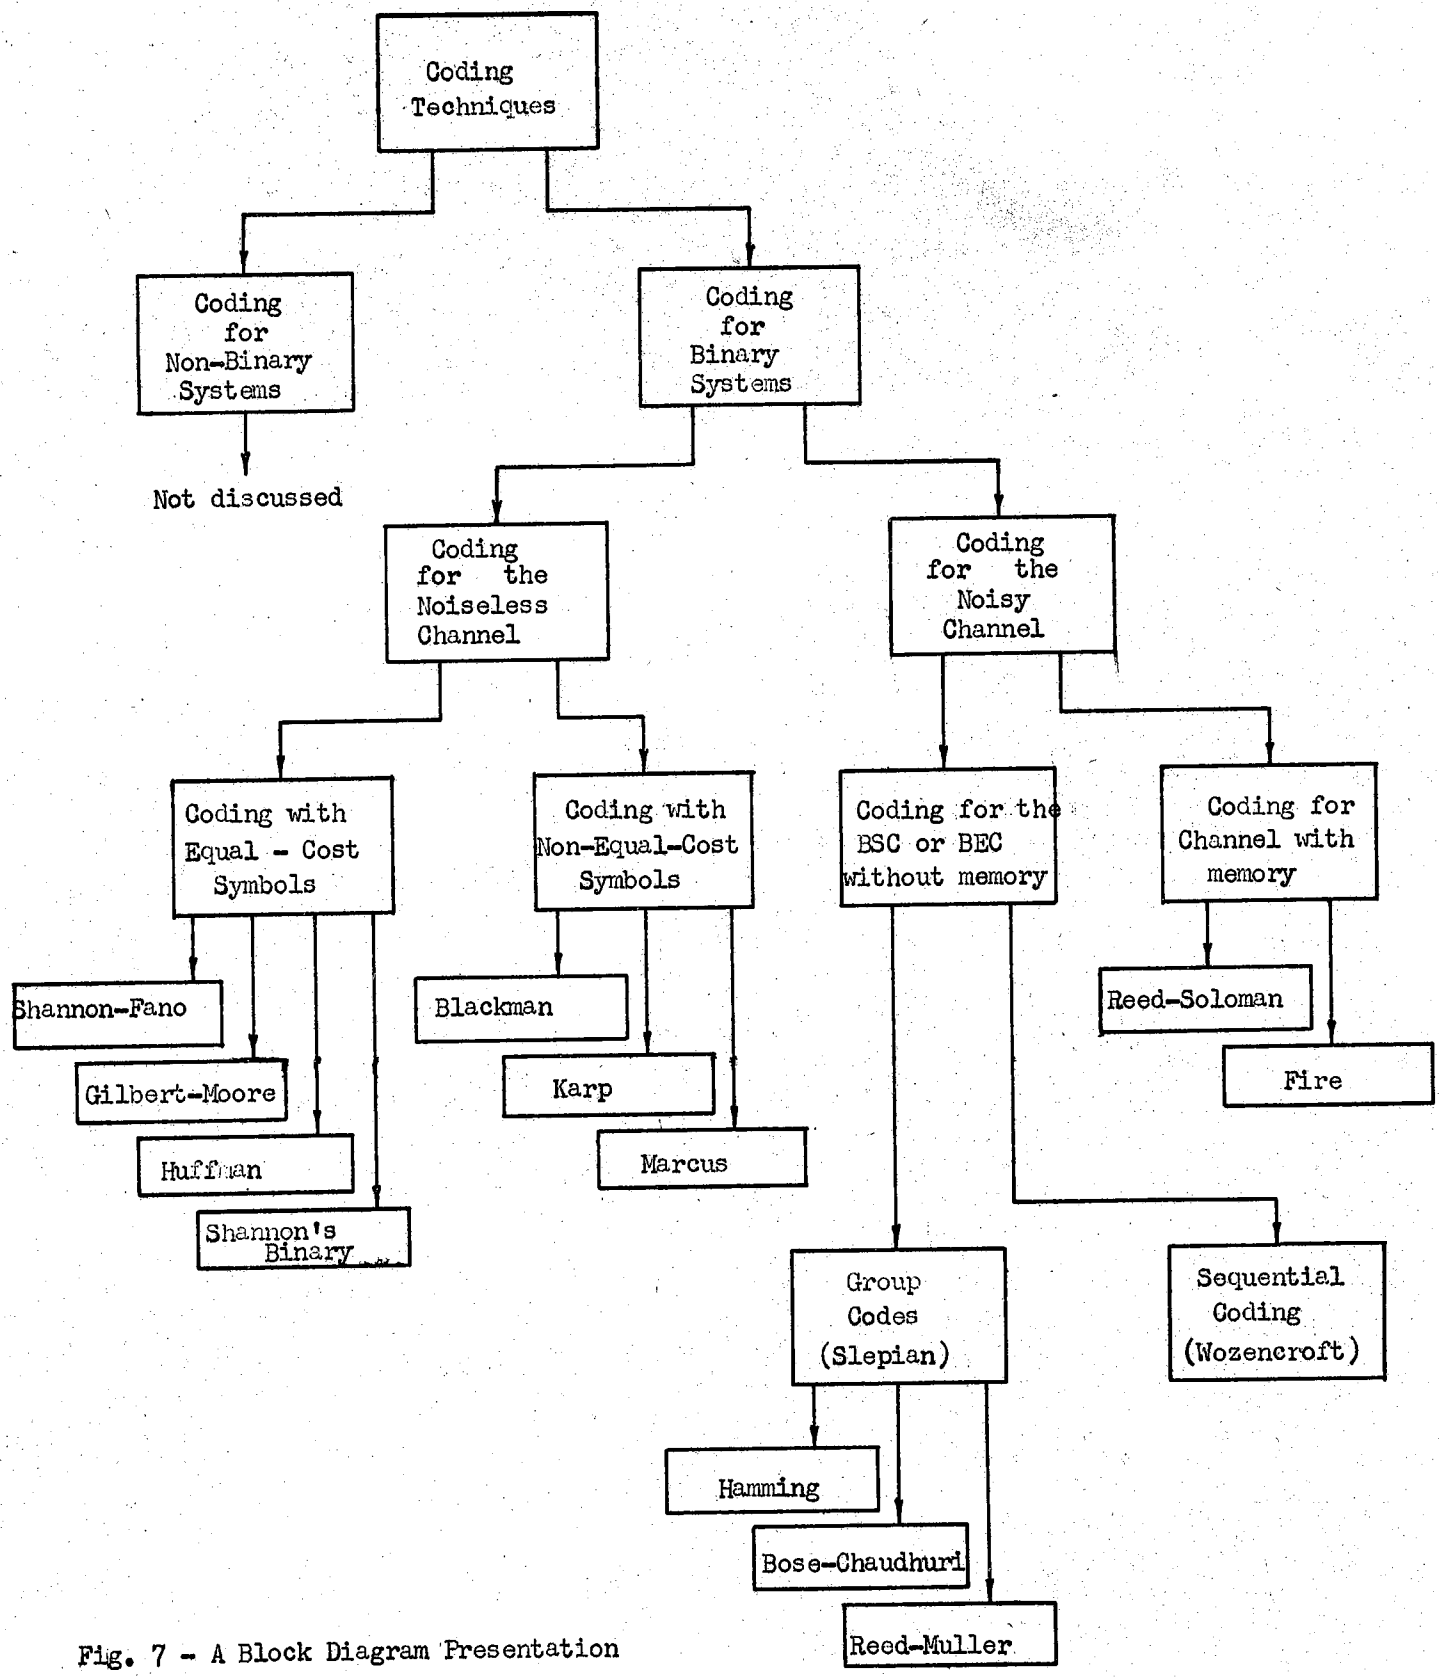 Coding
Techniques
Coding
for
Non-Binary
Systems
Coding
for
Binary
Systems
Not discussed
Coding
for the
Noiseless
Channel
Coding
for the
Noisy
Channel
Coding with
Equal - Cost
Symbols
Coding with
Non-Equal-Cost
Symbols
Coding for the
BSC or BEC
without memory
Coding for
Channel with
memory
Shannon-Fano
Gilbert-Moore
Huffman
Shannon's
Binary
Blackman
Karp
Marcus
Reed-Soloman
Fire
Group
Codes
(Slepian)
Sequential
Coding
(Wozencroft)
Hamming
Bose-Chaudhuri
Reed-Muller
Fig. 7 - A Block Diagram Presentation